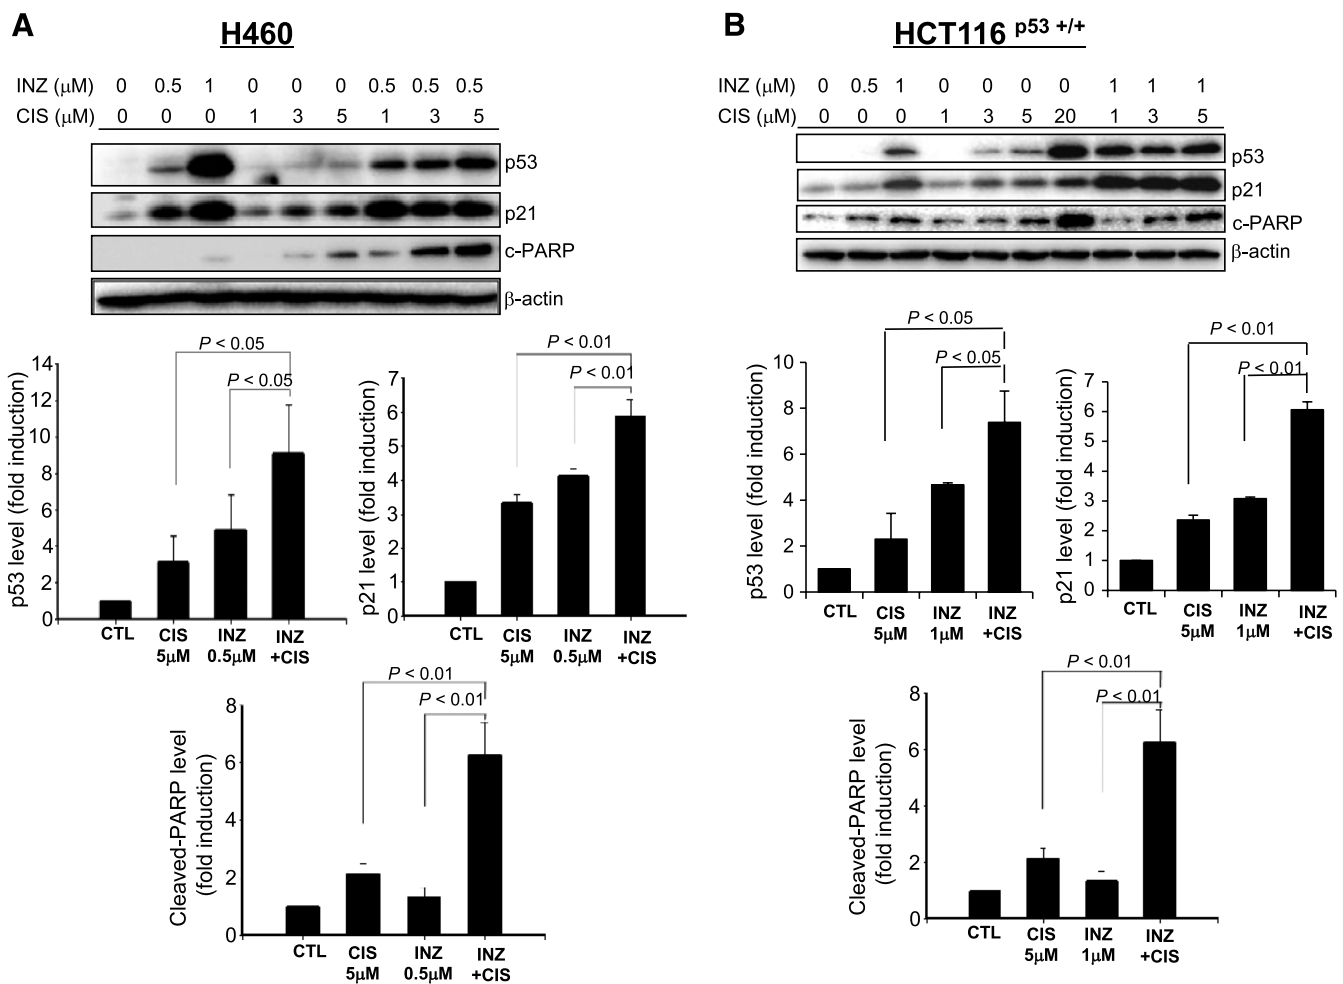 A
H460
INZ (μM) 0 0.5 1 0 0 0 0.5 0.5 0.5
CIS (μM) 0 0 0 1 3 5 1 3 5
p53
p21
c-PARP
β-actin
P < 0.05
P < 0.05
p53 level (fold induction)
14
12
10
8
6
4
2
0
CTL CIS 5μM INZ 0.5μM INZ +CIS
P < 0.01
P < 0.01
p21 level (fold induction)
7
6
5
4
3
2
1
0
CTL CIS 5μM INZ 0.5μM INZ +CIS
P < 0.01
P < 0.01
Cleaved-PARP level
(fold induction)
8
6
4
2
0
CTL CIS 5μM INZ 0.5μM INZ +CIS
B
HCT116 p53 +/+
INZ (μM) 0 0.5 1 0 0 0 0 1 1 1
CIS (μM) 0 0 0 1 3 5 20 1 3 5
p53
p21
c-PARP
β-actin
P < 0.05
P < 0.05
p53 level (fold induction)
10
8
6
4
2
0
CTL CIS 5μM INZ 1μM INZ +CIS
P < 0.01
P < 0.01
p21 level (fold induction)
7
6
5
4
3
2
1
0
CTL CIS 5μM INZ 1μM INZ +CIS
P < 0.01
P < 0.01
Cleaved-PARP level
(fold induction)
8
6
4
2
0
CTL CIS 5μM INZ 1μM INZ +CIS